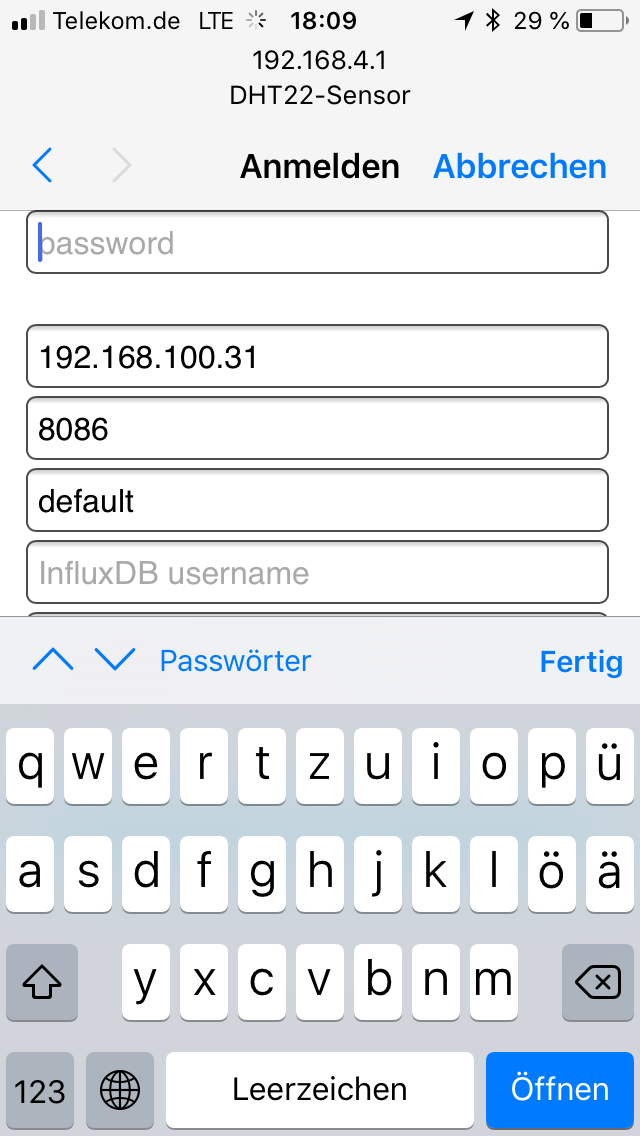 Telekom.de LTE 18:09 29 %
192.168.4.1
DHT22-Sensor
Anmelden Abbrechen
password
192.168.100.31
8086
default
InfluxDB username
Passwörter Fertig
q w e r t z u i o p ü
a s d f g h j k l ö ä
y x c v b n m
123 Leerzeichen Öffnen